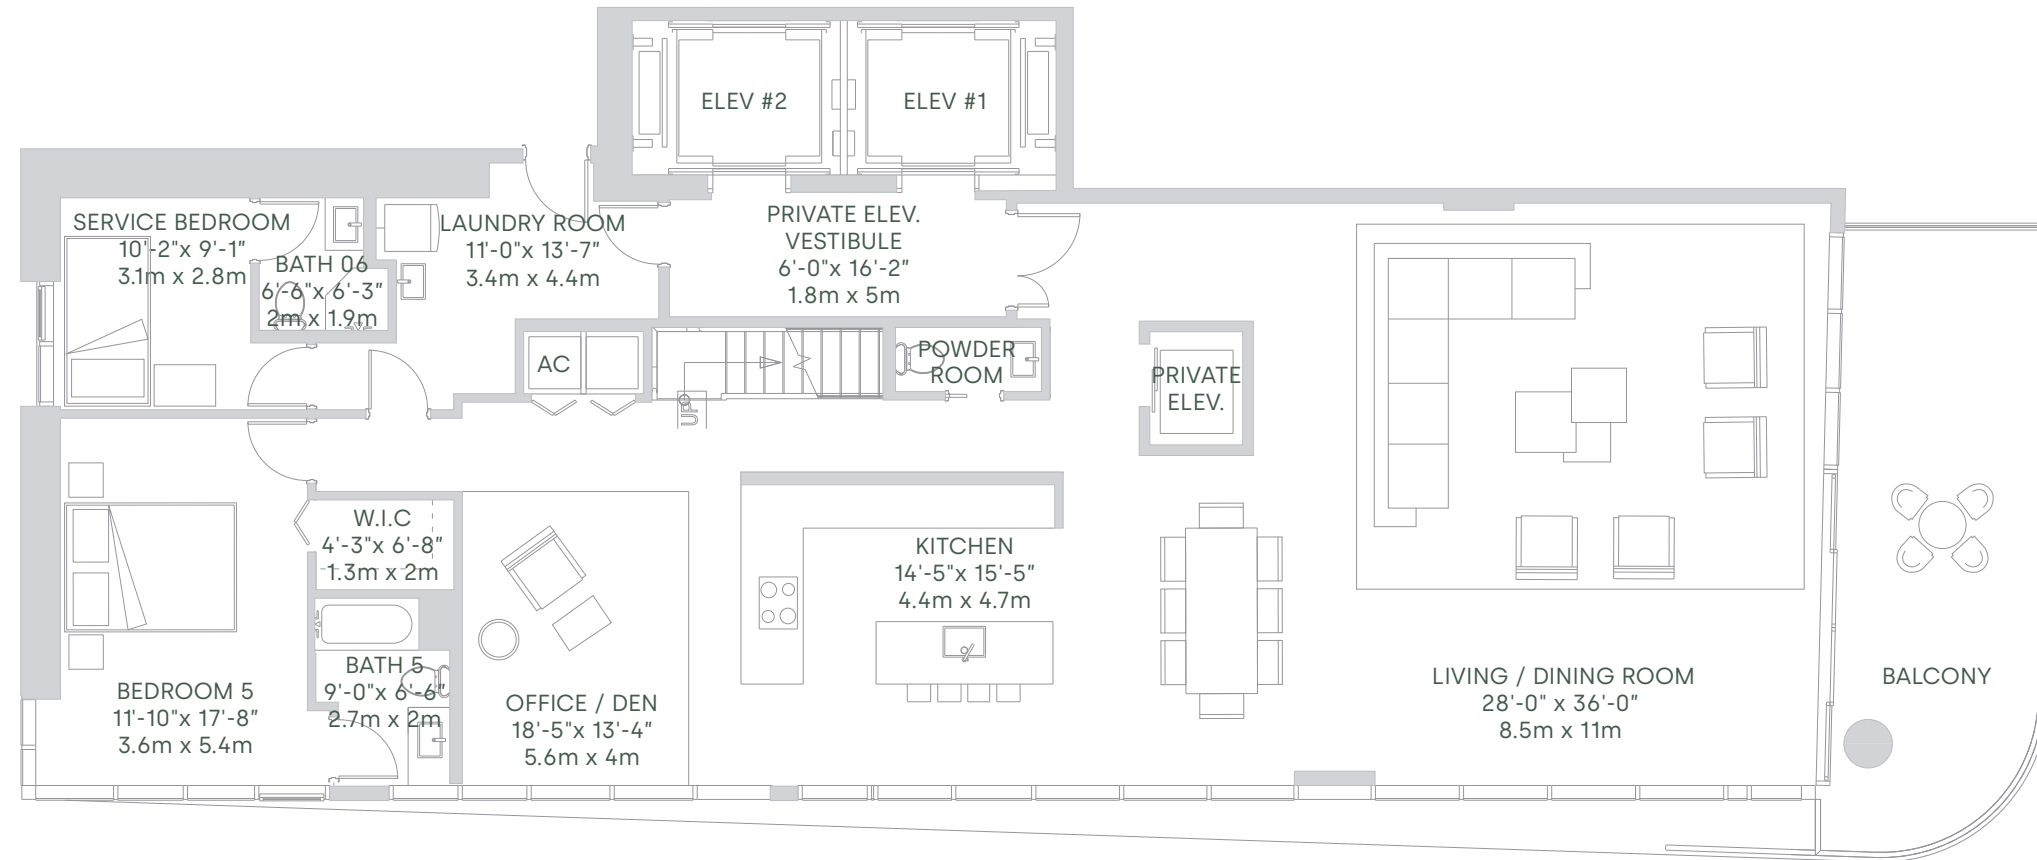 ELEV #2
ELEV #1
SERVICE BEDROOM
10'-2"x 9'-1"
3.1m x 2.8m
BATH 06
6'-6"x 6'-3"
2m x 1.9m
LAUNDRY ROOM
11'-0"x 13'-7"
3.4m x 4.4m
PRIVATE ELEV.
VESTIBULE
6'-0"x 16'-2"
1.8m x 5m
AC
UP
POWDER
ROOM
PRIVATE
ELEV.
W.I.C
4'-3"x 6'-8"
1.3m x 2m
KITCHEN
14'-5"x 15'-5"
4.4m x 4.7m
BEDROOM 5
11'-10"x 17'-8"
3.6m x 5.4m
BATH 5
9'-0"x 6'-6"
2.7m x 2m
OFFICE / DEN
18'-5"x 13'-4"
5.6m x 4m
LIVING / DINING ROOM
28'-0" x 36'-0"
8.5m x 11m
BALCONY